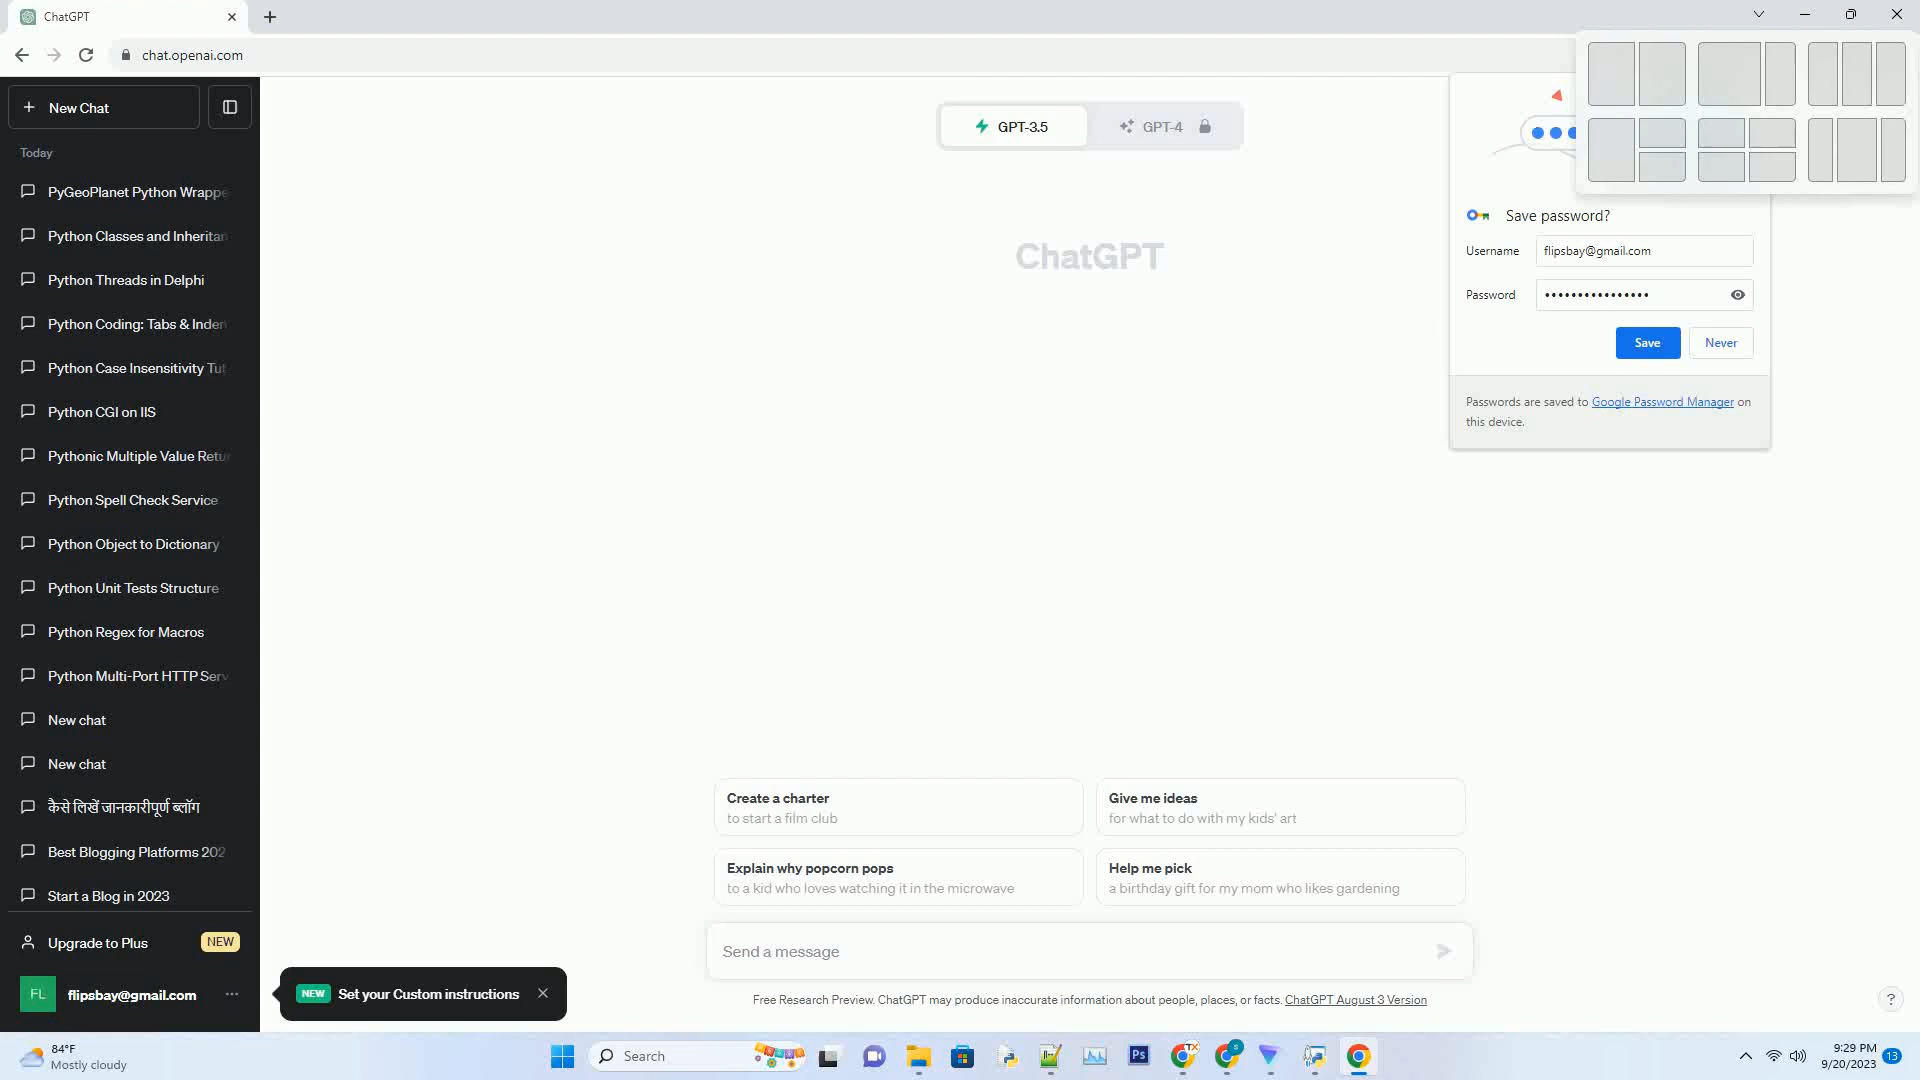 ChatGPT
chat.openai.com
New Chat
Today
PyGeoPlanet Python Wrappe
Python Classes and Inheritan
Python Threads in Delphi
Python Coding: Tabs & Inden
Python Case Insensitivity Tut
Python CGI on IIS
Pythonic Multiple Value Retu
Python Spell Check Service
Python Object to Dictionary
Python Unit Tests Structure
Python Regex for Macros
Python Multi-Port HTTP Serv
New chat
New chat
कैसे लिखें जानकारीपूर्ण ब्लॉग
Best Blogging Platforms 202
Start a Blog in 2023
Upgrade to Plus NEW
FL flipsbay@gmail.com
GPT-3.5 GPT-4
ChatGPT
Save password?
Username flipsbay@gmail.com
Password ••••••••••••••••
Save Never
Passwords are saved to Google Password Manager on
this device.
Create a charter
to start a film club
Give me ideas
for what to do with my kids' art
Explain why popcorn pops
to a kid who loves watching it in the microwave
Help me pick
a birthday gift for my mom who likes gardening
Send a message
NEW Set your Custom instructions
Free Research Preview. ChatGPT may produce inaccurate information about people, places, or facts. ChatGPT August 3 Version
?
84°F
Mostly cloudy
Search
Ps
TX
S
9:29 PM
9/20/2023
13